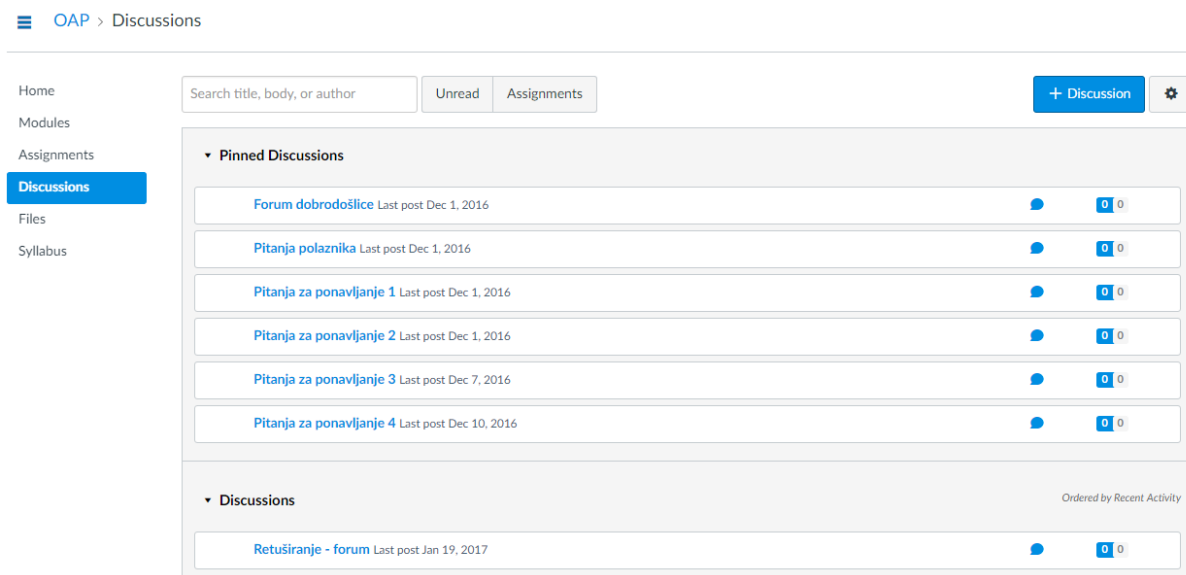 OAP > Discussions
Home
Modules
Assignments
Discussions
Files
Syllabus
Search title, body, or author Unread Assignments + Discussion
Pinned Discussions
Forum dobrodošlice Last post Dec 1, 2016 0 0
Pitanja polaznika Last post Dec 1, 2016 0 0
Pitanja za ponavljanje 1 Last post Dec 1, 2016 0 0
Pitanja za ponavljanje 2 Last post Dec 1, 2016 0 0
Pitanja za ponavljanje 3 Last post Dec 7, 2016 0 0
Pitanja za ponavljanje 4 Last post Dec 10, 2016 0 0
Discussions Ordered by Recent Activity
Retuširanje - forum Last post Jan 19, 2017 0 0